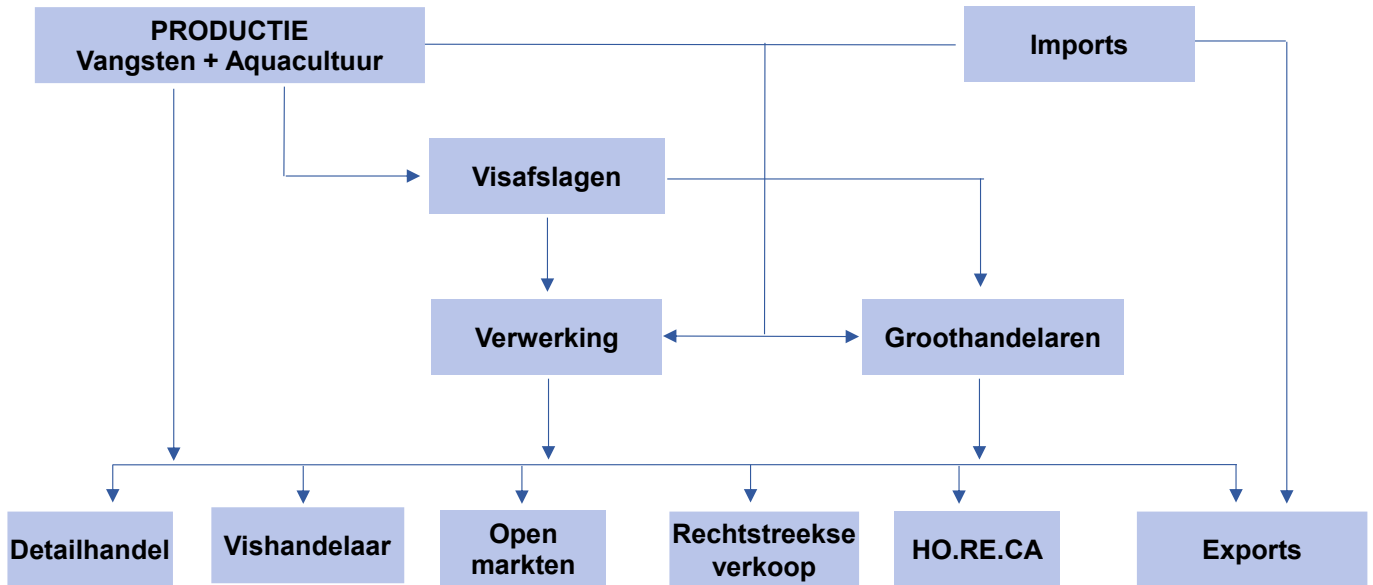 PRODUCTIE
Vangsten + Aquacultuur
Imports
Visafslagen
Verwerking
Groothandelaren
Detailhandel
Vishandelaar
Open
markten
Rechtstreekse
verkoop
HO.RE.CA
Exports